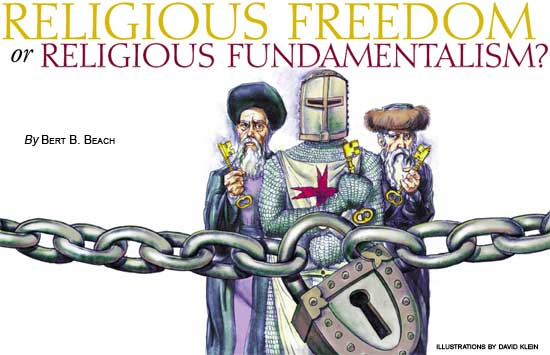 RELIGIOUS FREEDOM
or RELIGIOUS FUNDAMENTALISM?
By BERT B. BEACH
ILLUSTRATIONS BY DAVID KLEIN